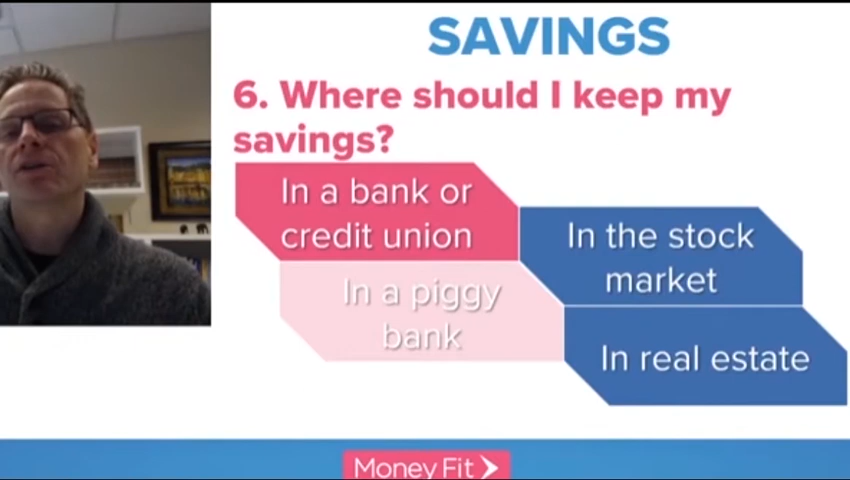 SAVINGS
6. Where should I keep my
savings?
In a bank or
credit union
In the stock
market
In a piggy
bank
In real estate
Money Fit